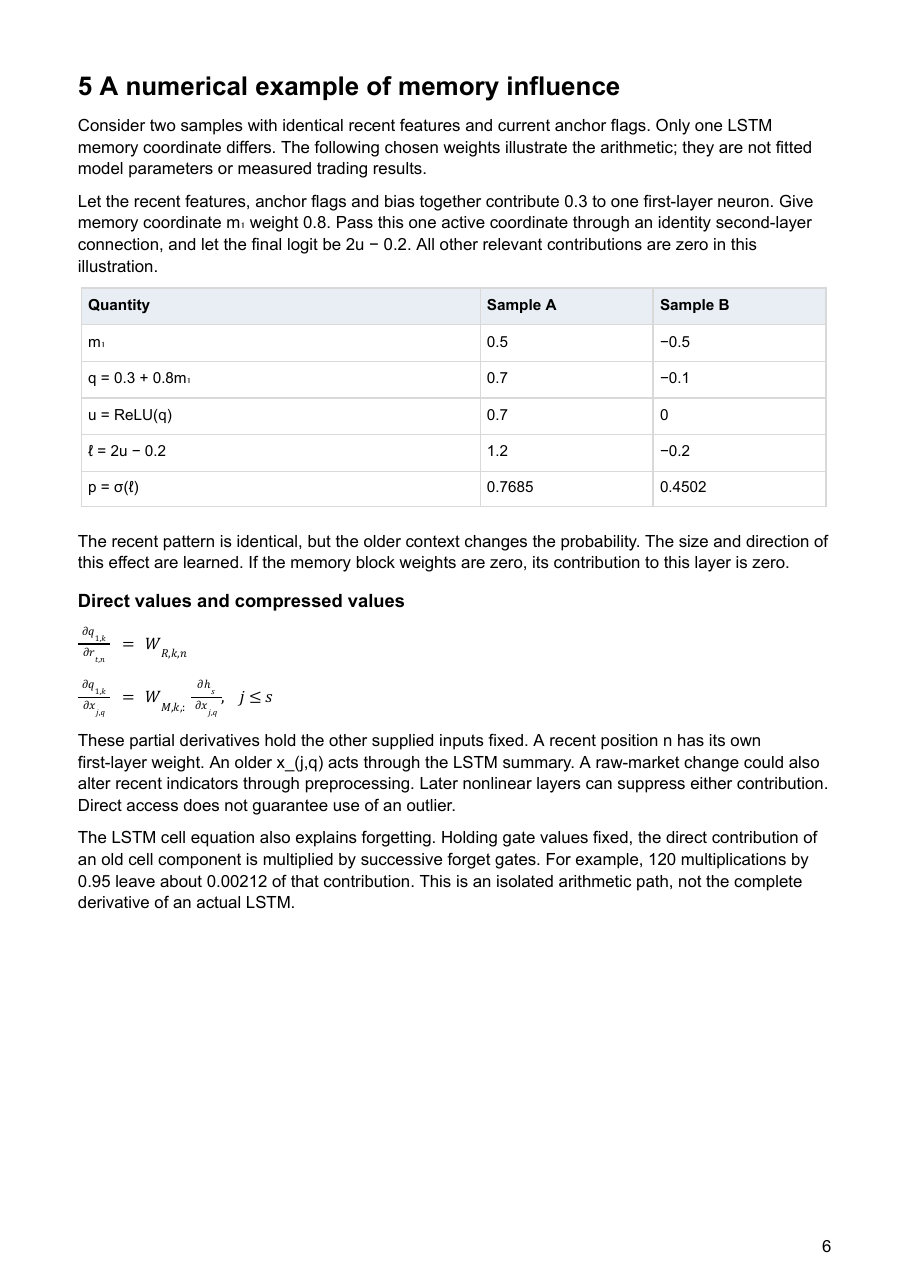 5 A numerical example of memory influence
Consider two samples with identical recent features and current anchor flags. Only one LSTM
memory coordinate differs. The following chosen weights illustrate the arithmetic; they are not fitted
model parameters or measured trading results.
Let the recent features, anchor flags and bias together contribute 0.3 to one first-layer neuron. Give
memory coordinate m₁ weight 0.8. Pass this one active coordinate through an identity second-layer
connection, and let the final logit be 2u − 0.2. All other relevant contributions are zero in this
illustration.
Quantity Sample A Sample B
m₁ 0.5 −0.5
q = 0.3 + 0.8m₁ 0.7 −0.1
u = ReLU(q) 0.7 0
ℓ = 2u − 0.2 1.2 −0.2
p = σ(ℓ) 0.7685 0.4502
The recent pattern is identical, but the older context changes the probability. The size and direction of
this effect are learned. If the memory block weights are zero, its contribution to this layer is zero.
Direct values and compressed values
∂q_{1,k} / ∂r_{t,n} = W_{R,k,n}
∂q_{1,k} / ∂x_{j,q} = W_{M,k,:} ∂h_s / ∂x_{j,q}, j ≤ s
These partial derivatives hold the other supplied inputs fixed. A recent position n has its own
first-layer weight. An older x_(j,q) acts through the LSTM summary. A raw-market change could also
alter recent indicators through preprocessing. Later nonlinear layers can suppress either contribution.
Direct access does not guarantee use of an outlier.
The LSTM cell equation also explains forgetting. Holding gate values fixed, the direct contribution of
an old cell component is multiplied by successive forget gates. For example, 120 multiplications by
0.95 leave about 0.00212 of that contribution. This is an isolated arithmetic path, not the complete
derivative of an actual LSTM.
6